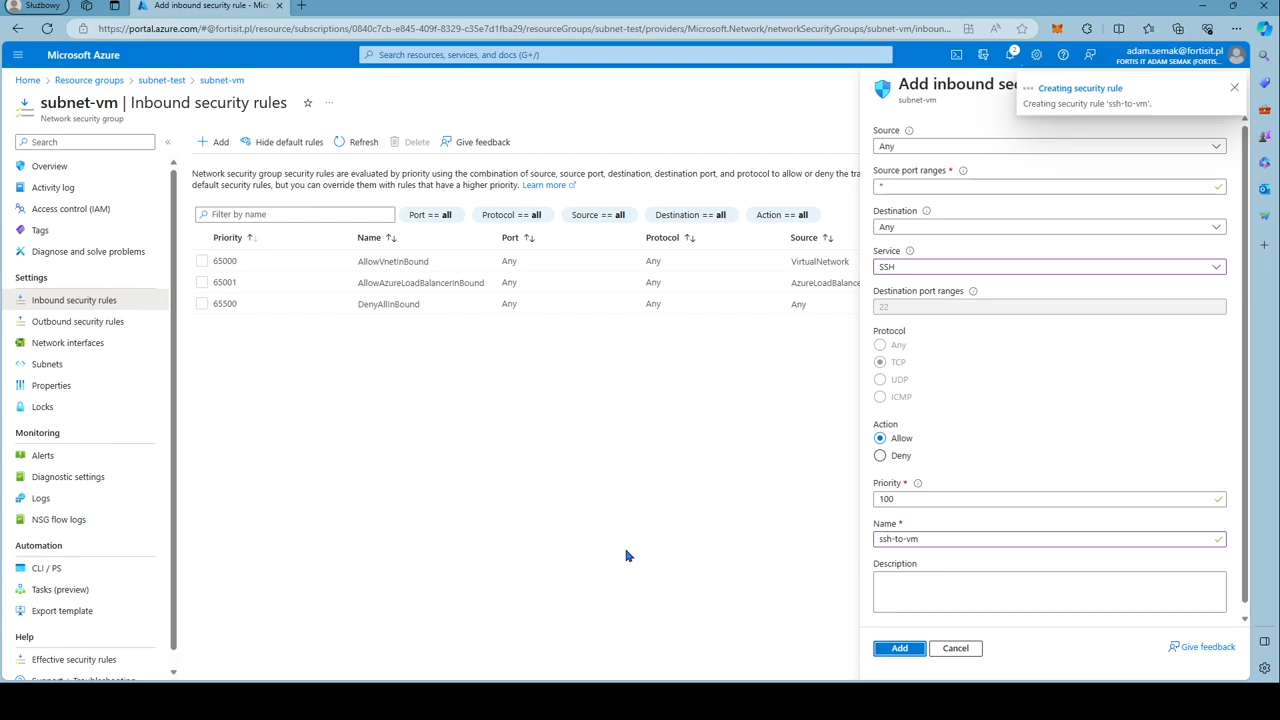 Służbowy
Add inbound security rule - Micr
https://portal.azure.com/#@fortisit.pl/resource/subscriptions/0840c7cb-e845-409f-8329-c35e7d1fba29/resourceGroups/subnet-test/providers/Microsoft.Network/networkSecurityGroups/subnet-vm/inboun...
Microsoft Azure
Search resources, services, and docs (G+/)
2
adam.semak@fortisit.pl
FORTIS IT ADAM SEMAK (FORTIS...
Home > Resource groups > subnet-test > subnet-vm
subnet-vm | Inbound security rules
Network security group
Search
Overview
Activity log
Access control (IAM)
Tags
Diagnose and solve problems
Settings
Inbound security rules
Outbound security rules
Network interfaces
Subnets
Properties
Locks
Monitoring
Alerts
Diagnostic settings
Logs
NSG flow logs
Automation
CLI / PS
Tasks (preview)
Export template
Help
Effective security rules
Add Hide default rules Refresh Delete Give feedback
Network security group security rules are evaluated by priority using the combination of source, source port, destination, destination port, and protocol to allow or deny the tra
default security rules, but you can override them with rules that have a higher priority. Learn more
Filter by name Port == all Protocol == all Source == all Destination == all Action == all
Priority Name Port Protocol Source
65000 AllowVnetInBound Any Any VirtualNetwork
65001 AllowAzureLoadBalancerInBound Any Any AzureLoadBalance
65500 DenyAllInBound Any Any Any
Add inbound sec
subnet-vm
Creating security rule
Creating security rule 'ssh-to-vm'.
Source
Any
Source port ranges *
*
Destination
Any
Service
SSH
Destination port ranges
22
Protocol
Any
TCP
UDP
ICMP
Action
Allow
Deny
Priority *
100
Name *
ssh-to-vm
Description
Add Cancel Give feedback